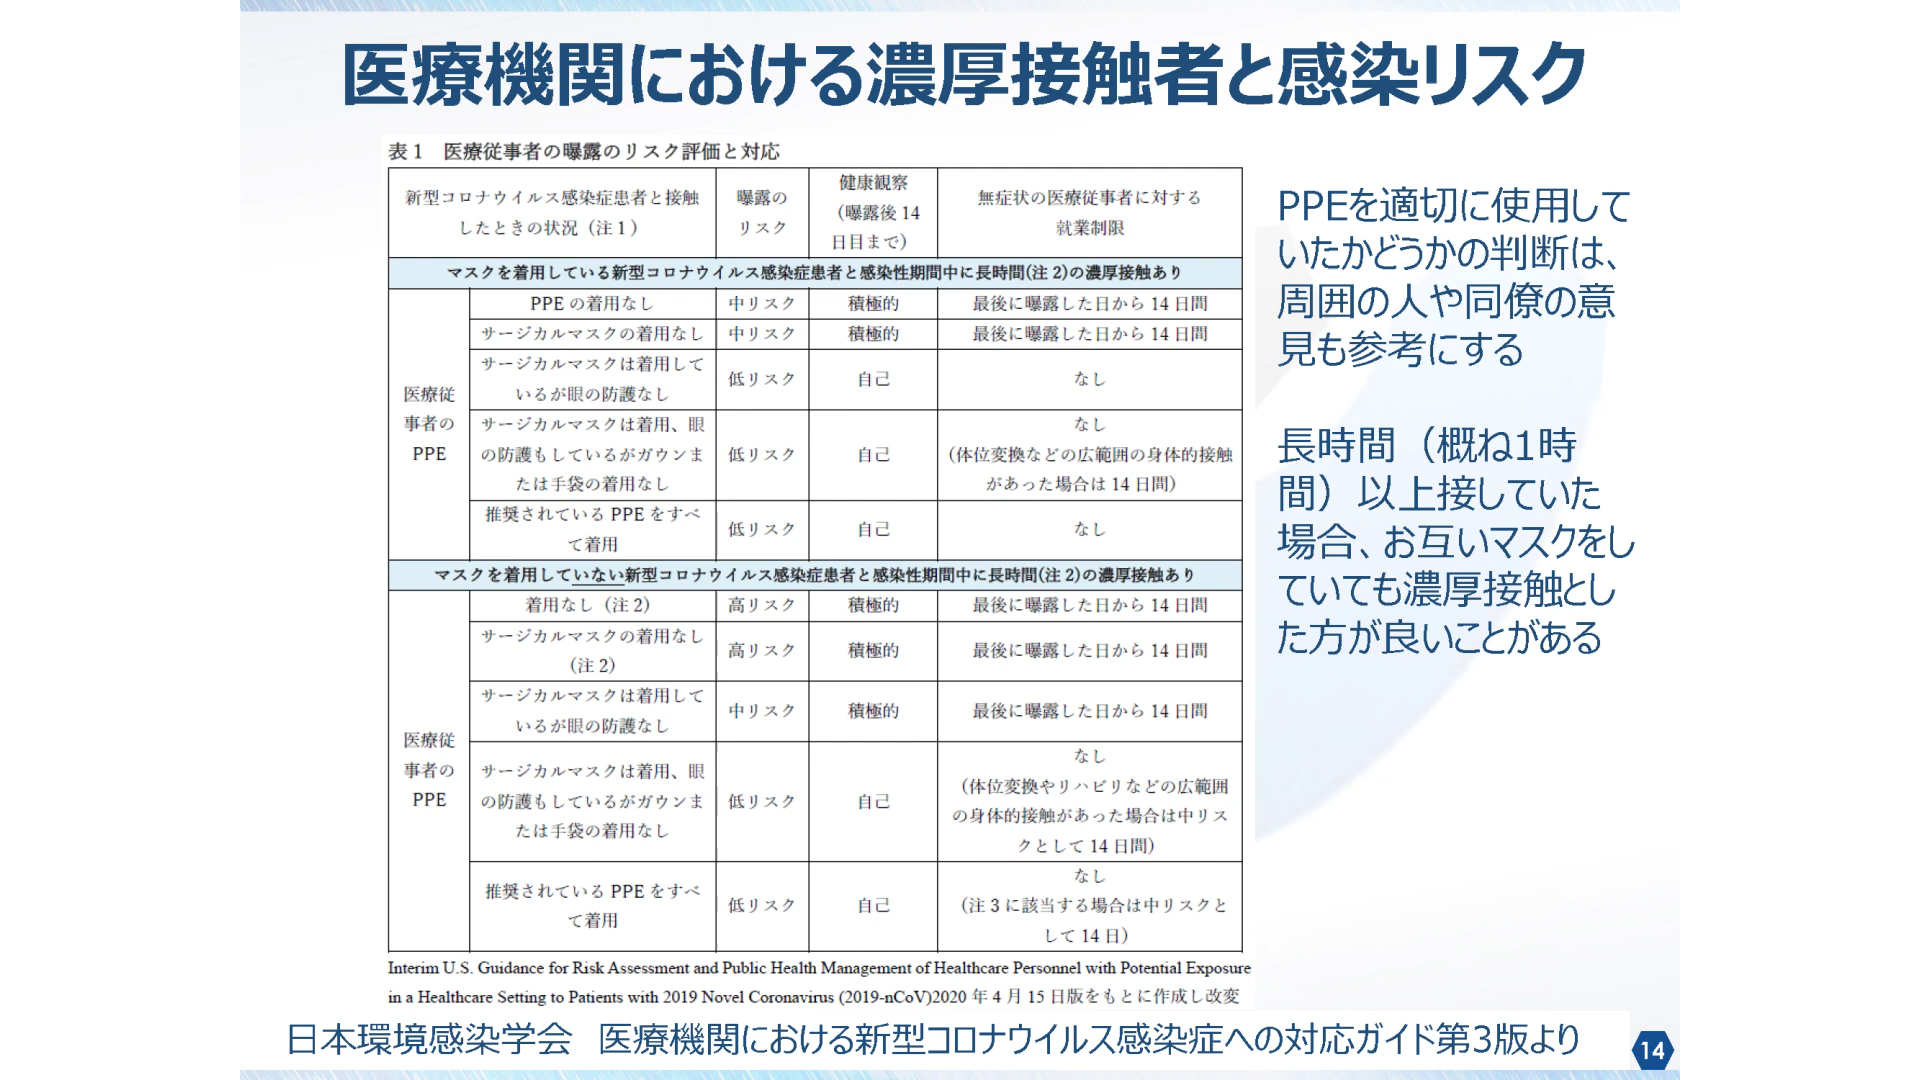 医療機関における濃厚接触者と感染リスク
表1　医療従事者の曝露のリスク評価と対応
新型コロナウイルス感染症患者と接触
したときの状況（注1）
曝露の
リスク
健康観察
（曝露後 14
日目まで）
無症状の医療従事者に対する
就業制限
マスクを着用している新型コロナウイルス感染症患者と感染性期間中に長時間(注 2)の濃厚接触あり
医療従
事者の
PPE
PPE の着用なし
中リスク
積極的
最後に曝露した日から 14 日間
サージカルマスクの着用なし
中リスク
積極的
最後に曝露した日から 14 日間
サージカルマスクは着用して
いるが眼の防護なし
低リスク
自己
なし
サージカルマスクは着用、眼
の防護もしているがガウンま
たは手袋の着用なし
低リスク
自己
なし
（体位変換などの広範囲の身体的接触
があった場合は 14 日間）
推奨されている PPE をすべ
て着用
低リスク
自己
なし
マスクを着用していない新型コロナウイルス感染症患者と感染性期間中に長時間(注 2)の濃厚接触あり
医療従
事者の
PPE
着用なし（注 2）
高リスク
積極的
最後に曝露した日から 14 日間
サージカルマスクの着用なし
（注 2）
高リスク
積極的
最後に曝露した日から 14 日間
サージカルマスクは着用して
いるが眼の防護なし
中リスク
積極的
最後に曝露した日から 14 日間
サージカルマスクは着用、眼
の防護もしているがガウンま
たは手袋の着用なし
低リスク
自己
なし
（体位変換やリハビリなどの広範囲
の身体的接触があった場合は中リス
クとして 14 日間）
推奨されている PPE をすべ
て着用
低リスク
自己
なし
（注 3 に該当する場合は中リスクと
して 14 日）
Interim U.S. Guidance for Risk Assessment and Public Health Management of Healthcare Personnel with Potential Exposure
in a Healthcare Setting to Patients with 2019 Novel Coronavirus (2019-nCoV)2020 年 4 月 15 日版をもとに作成し改変
PPEを適切に使用して
いたかどうかの判断は、
周囲の人や同僚の意
見も参考にする
長時間（概ね1時
間）以上接していた
場合、お互いマスクをし
ていても濃厚接触とし
た方が良いことがある
日本環境感染学会　医療機関における新型コロナウイルス感染症への対応ガイド第3版より
14